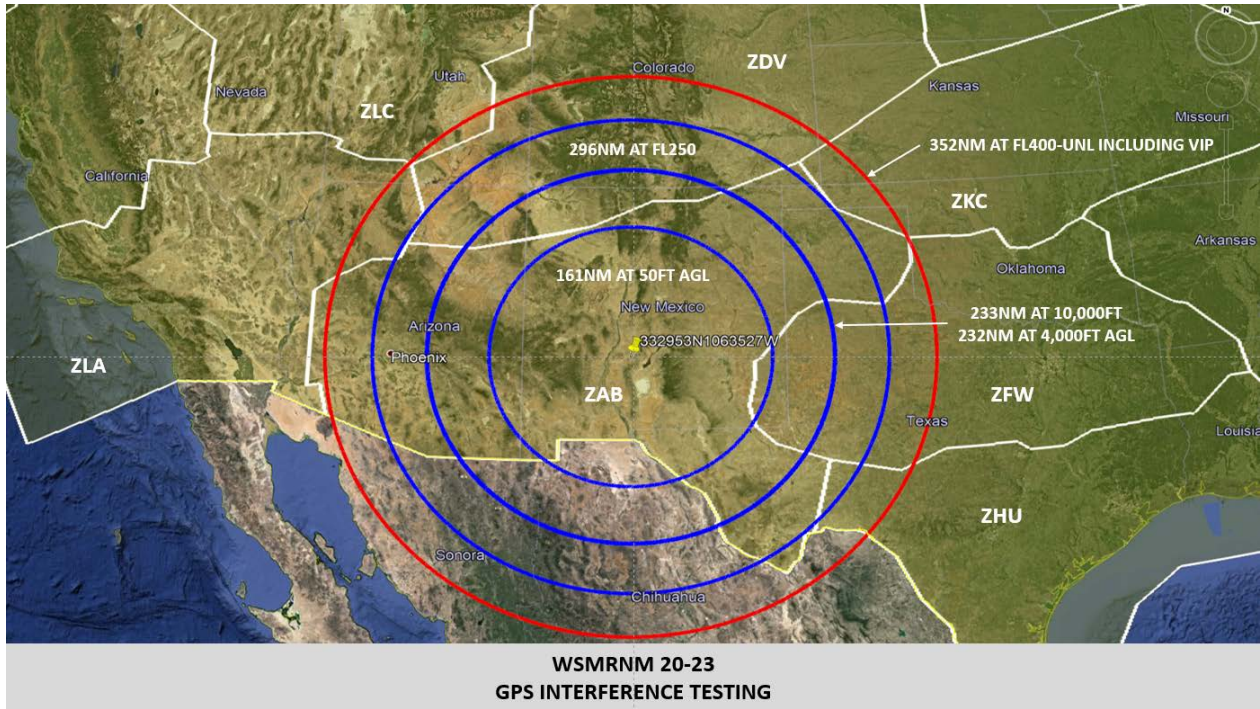 N
ZDV
Colorado
Utah
Nevada
Kansas
ZLC
Missouri
296NM AT FL250
352NM AT FL400-UNL INCLUDING VIP
California
ZKC
Arkansas
Oklahoma
161NM AT 50FT AGL
New Mexico
233NM AT 10,000FT
232NM AT 4,000FT AGL
Arizona
332953N1063527W
Phoenix
ZLA
ZAB
ZFW
Texas
Louisia
ZHU
Sonora
Chihuahua
WSMRNM 20-23
GPS INTERFERENCE TESTING